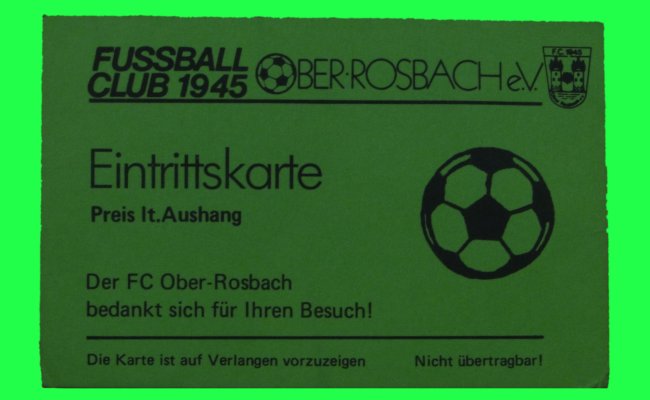 FUSSBALL
CLUB 1945 OBER-ROSBACH e.V.
F.C. 1945
Eintrittskarte
Preis lt.Aushang
Der FC Ober-Rosbach
bedankt sich für Ihren Besuch!
Die Karte ist auf Verlangen vorzuzeigen Nicht übertragbar!